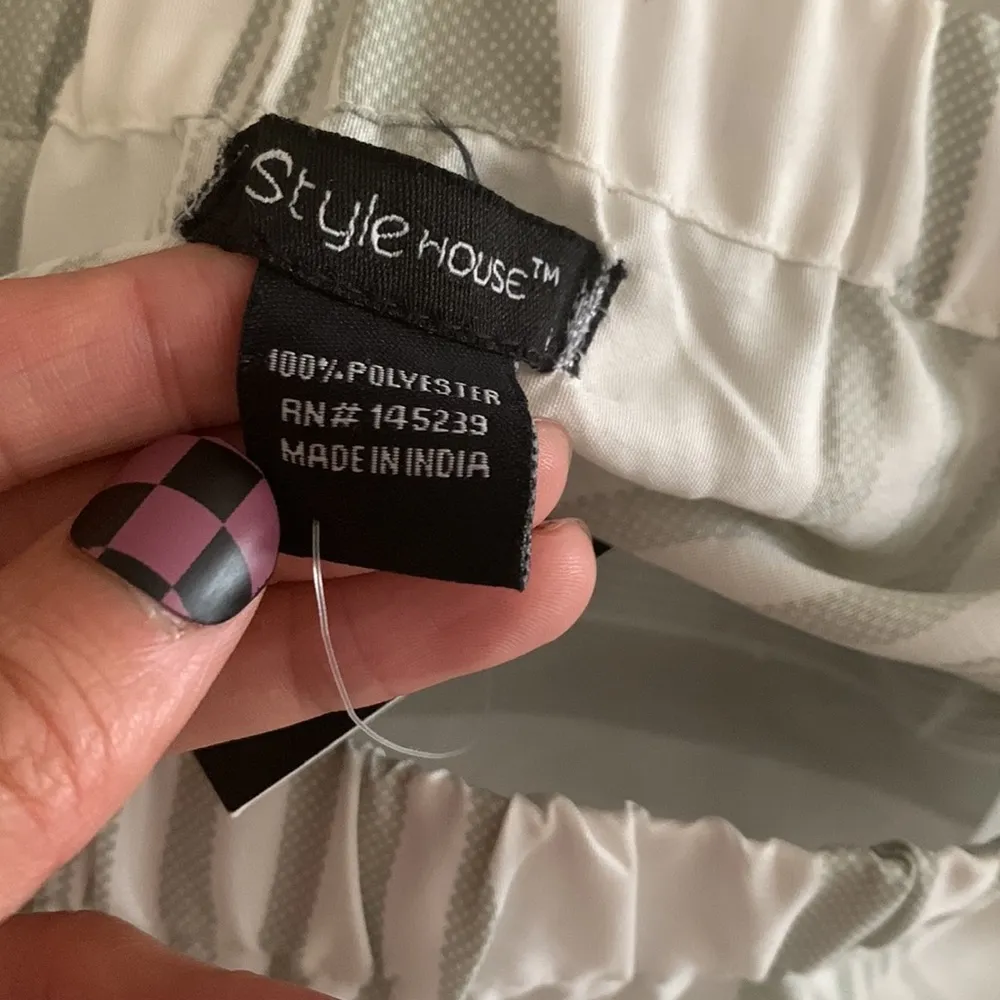 Style HOUSE™
100% POLYESTER
RN# 145239
MADE IN INDIA